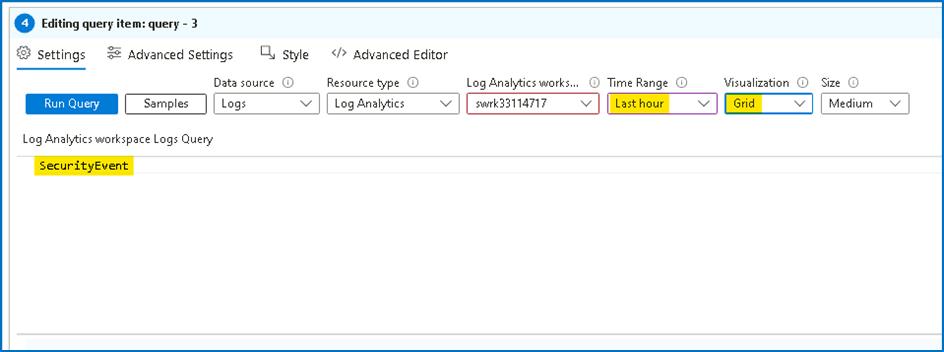 4 Editing query item: query - 3
Settings Advanced Settings Style </> Advanced Editor
Data source Resource type Log Analytics works... Time Range Visualization Size
Run Query Samples Logs Log Analytics swrk33114717 Last hour Grid Medium
Log Analytics workspace Logs Query
SecurityEvent